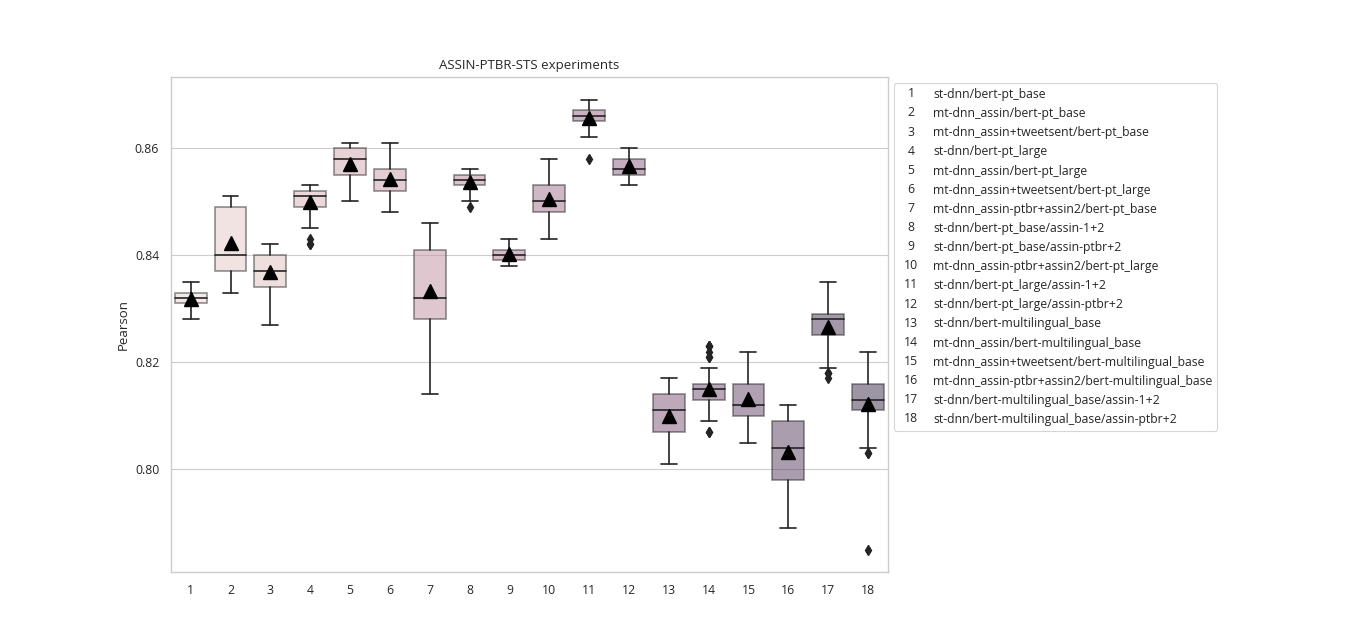 ASSIN-PTBR-STS experiments
Pearson
0.86
0.84
0.82
0.80
1 2 3 4 5 6 7 8 9 10 11 12 13 14 15 16 17 18
1 st-dnn/bert-pt_base
2 mt-dnn_assin/bert-pt_base
3 mt-dnn_assin+tweetsent/bert-pt_base
4 st-dnn/bert-pt_large
5 mt-dnn_assin/bert-pt_large
6 mt-dnn_assin+tweetsent/bert-pt_large
7 mt-dnn_assin-ptbr+assin2/bert-pt_base
8 st-dnn/bert-pt_base/assin-1+2
9 st-dnn/bert-pt_base/assin-ptbr+2
10 mt-dnn_assin-ptbr+assin2/bert-pt_large
11 st-dnn/bert-pt_large/assin-1+2
12 st-dnn/bert-pt_large/assin-ptbr+2
13 st-dnn/bert-multilingual_base
14 mt-dnn_assin/bert-multilingual_base
15 mt-dnn_assin+tweetsent/bert-multilingual_base
16 mt-dnn_assin-ptbr+assin2/bert-multilingual_base
17 st-dnn/bert-multilingual_base/assin-1+2
18 st-dnn/bert-multilingual_base/assin-ptbr+2